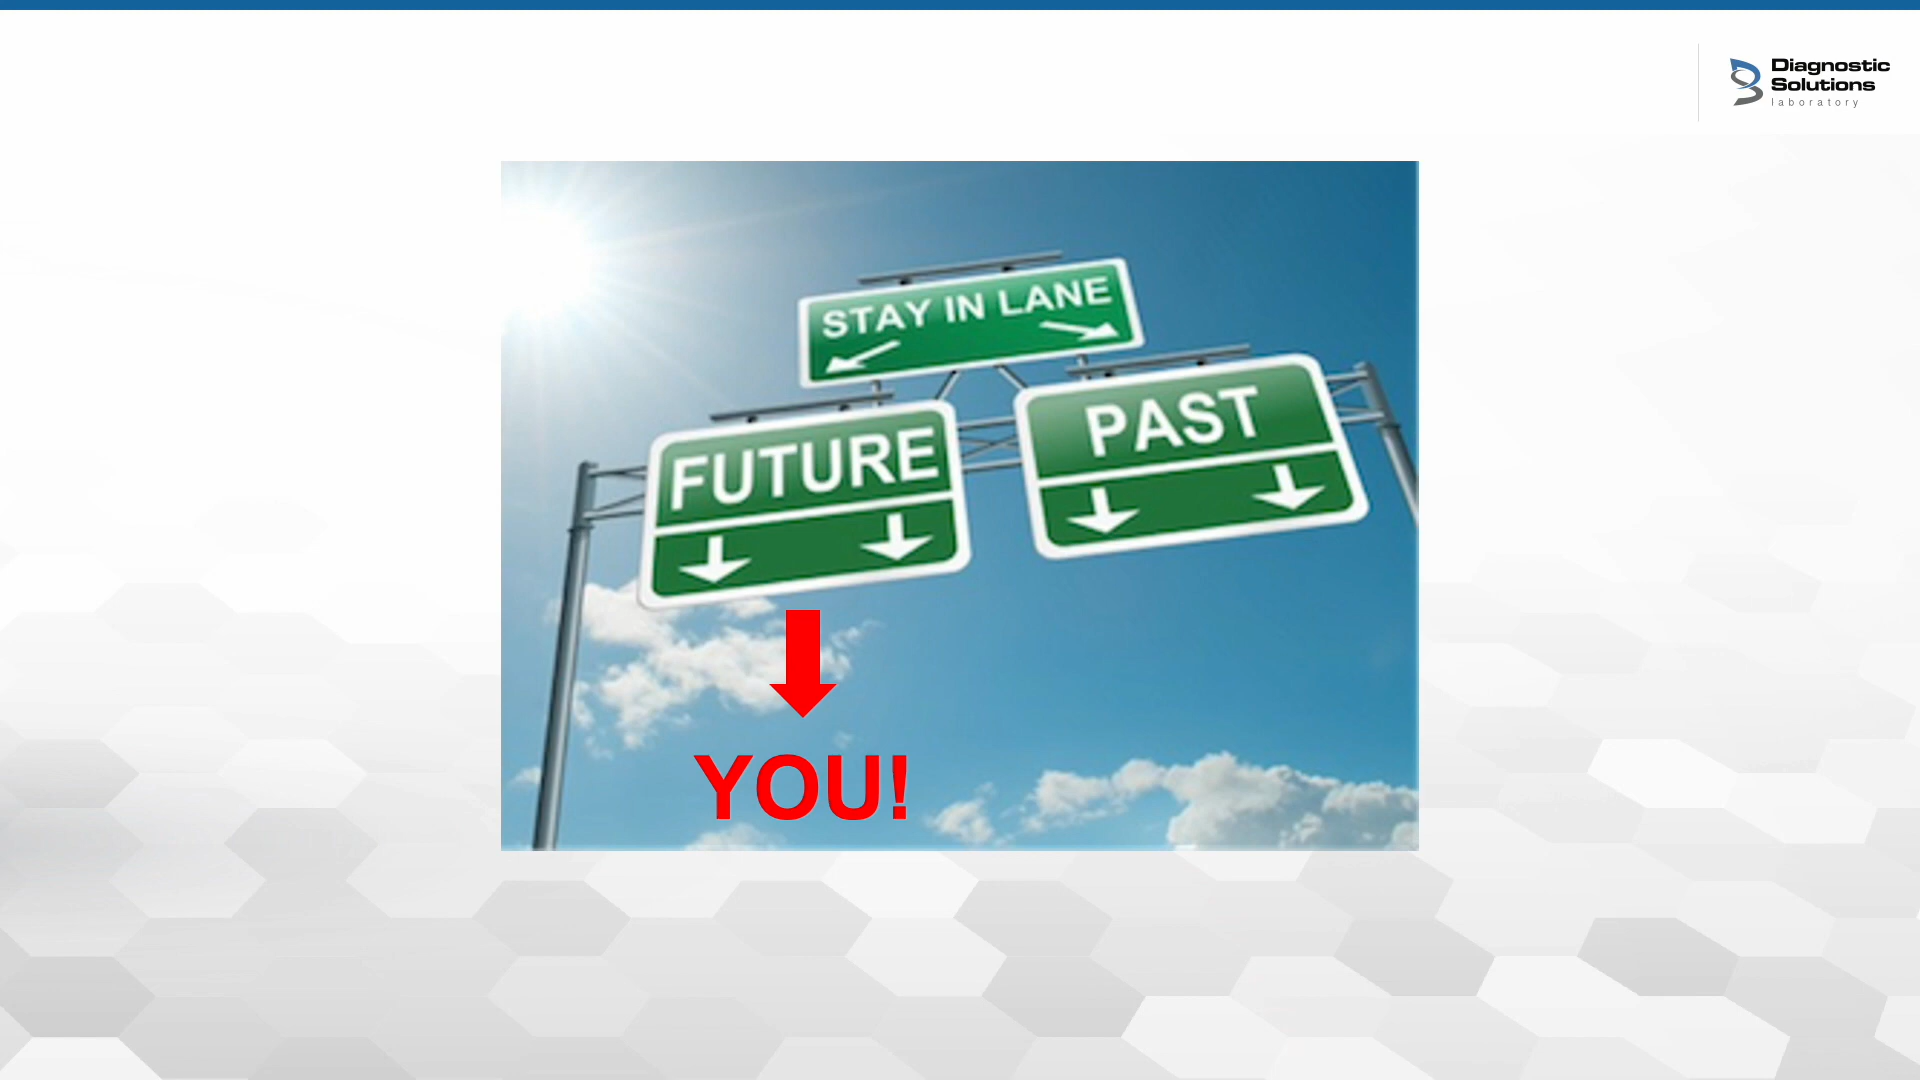 Diagnostic
Solutions
laboratory
STAY IN LANE
FUTURE
PAST
YOU!